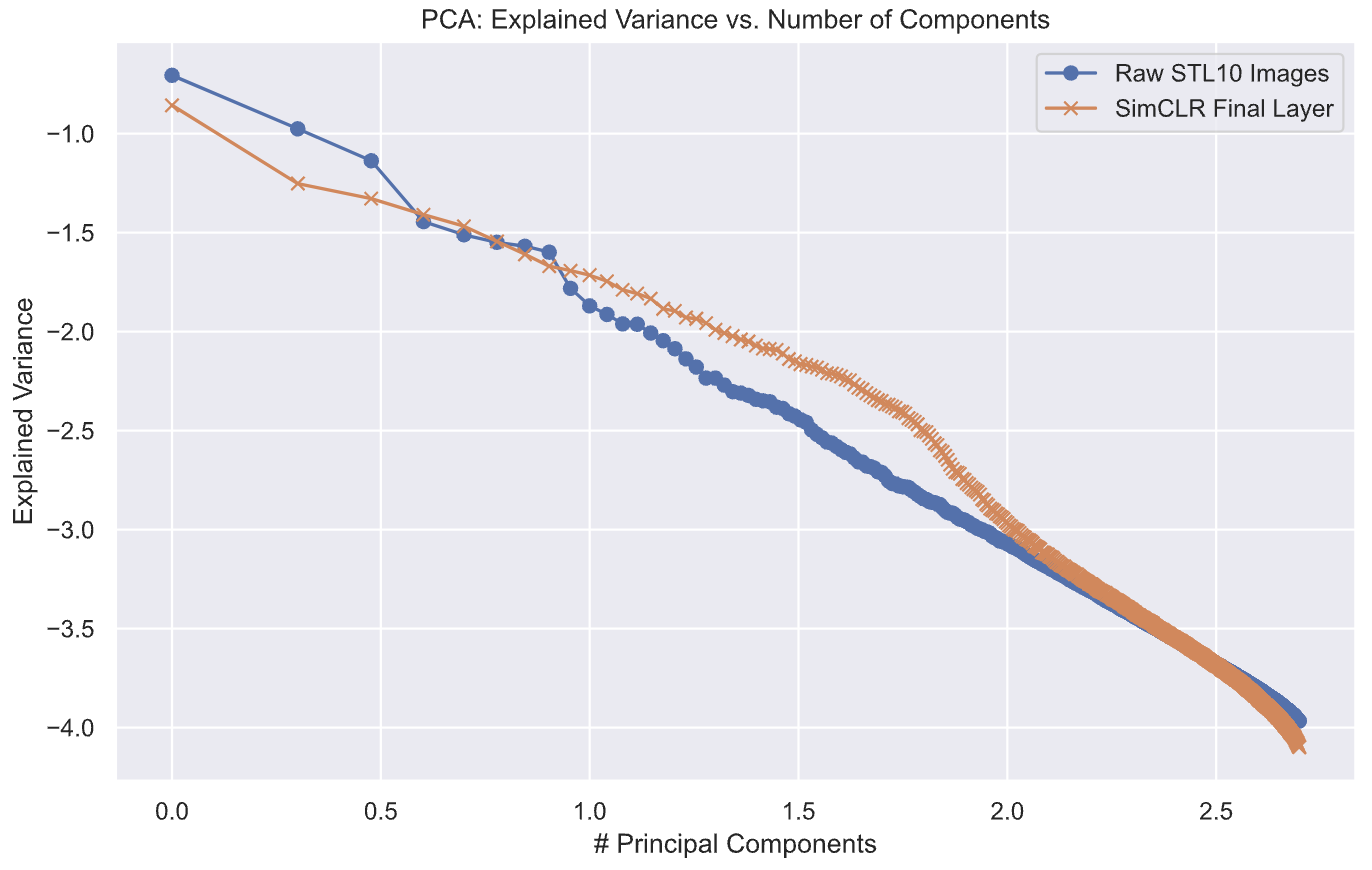 PCA: Explained Variance vs. Number of Components
Raw STL10 Images
SimCLR Final Layer
Explained Variance
−1.0
−1.5
−2.0
−2.5
−3.0
−3.5
−4.0
0.0 0.5 1.0 1.5 2.0 2.5
# Principal Components